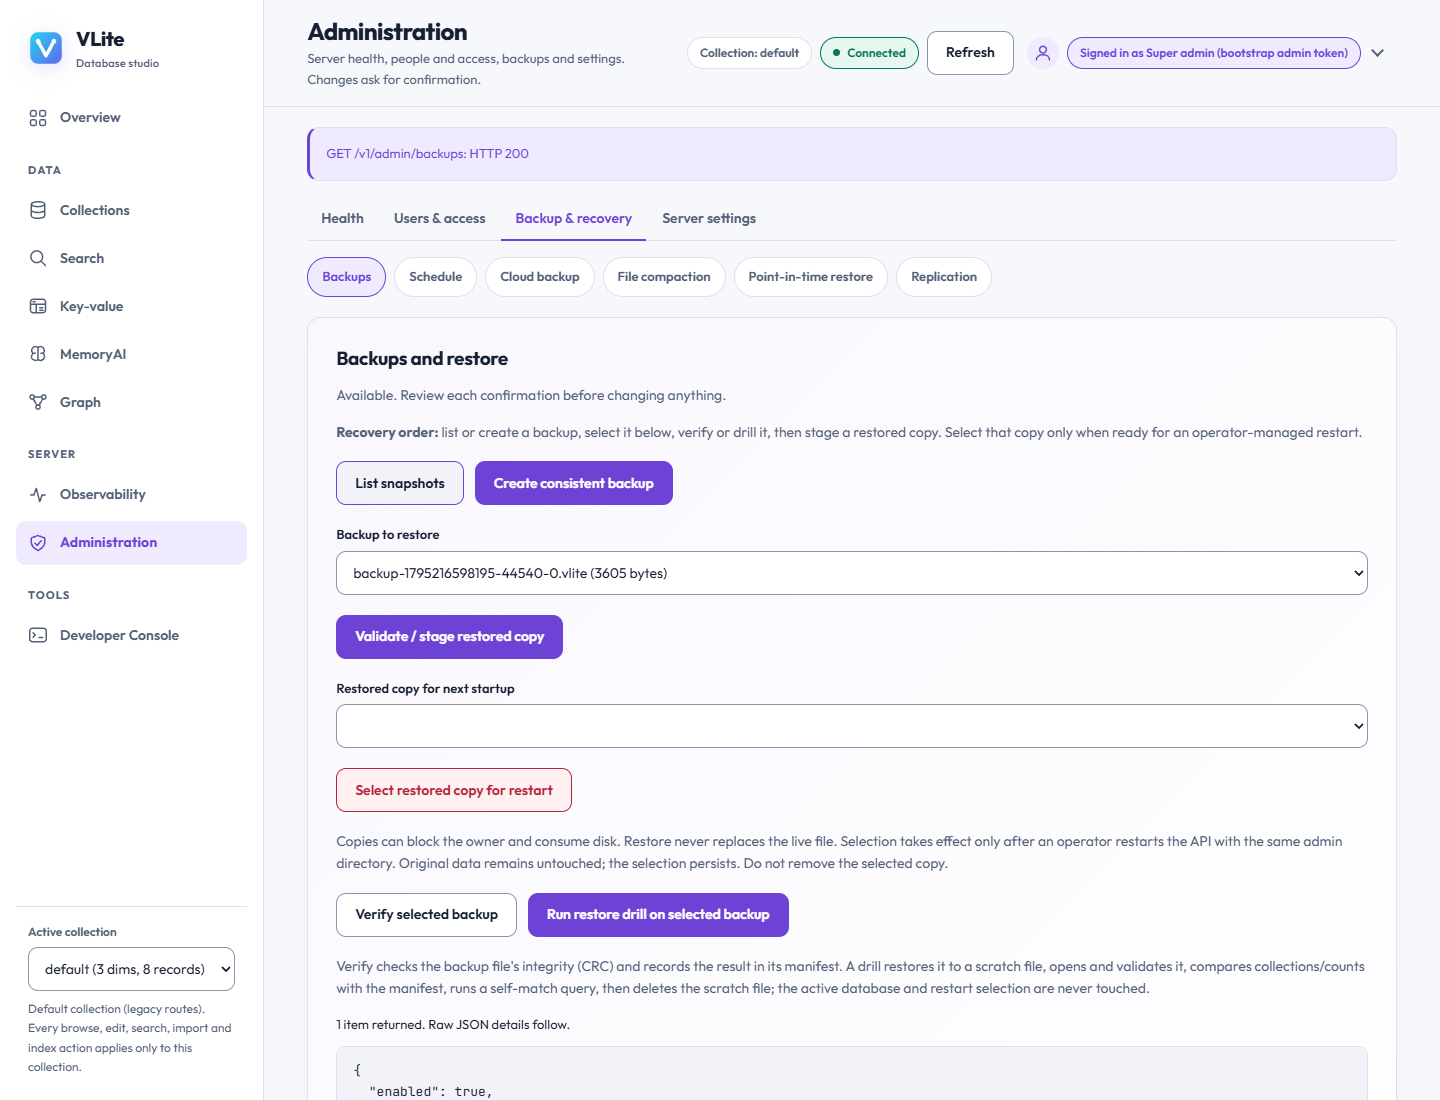 VLite
Database studio
Overview
DATA
Collections
Search
Key-value
MemoryAI
Graph
SERVER
Observability
Administration
TOOLS
Developer Console
Active collection
default (3 dims, 8 records)
Default collection (legacy routes).
Every browse, edit, search, import and
index action applies only to this
collection.
Administration
Server health, people and access, backups and settings.
Changes ask for confirmation.
Collection: default
Connected
Refresh
Signed in as Super admin (bootstrap admin token)
GET /v1/admin/backups: HTTP 200
Health
Users & access
Backup & recovery
Server settings
Backups
Schedule
Cloud backup
File compaction
Point-in-time restore
Replication
Backups and restore
Available. Review each confirmation before changing anything.
Recovery order: list or create a backup, select it below, verify or drill it, then stage a restored copy. Select that copy only when ready for an operator-managed restart.
List snapshots
Create consistent backup
Backup to restore
backup-1795216598195-44540-0.vlite (3605 bytes)
Validate / stage restored copy
Restored copy for next startup
Select restored copy for restart
Copies can block the owner and consume disk. Restore never replaces the live file. Selection takes effect only after an operator restarts the API with the same admin
directory. Original data remains untouched; the selection persists. Do not remove the selected copy.
Verify selected backup
Run restore drill on selected backup
Verify checks the backup file's integrity (CRC) and records the result in its manifest. A drill restores it to a scratch file, opens and validates it, compares collections/counts
with the manifest, runs a self-match query, then deletes the scratch file; the active database and restart selection are never touched.
1 item returned. Raw JSON details follow.
{
"enabled": true,